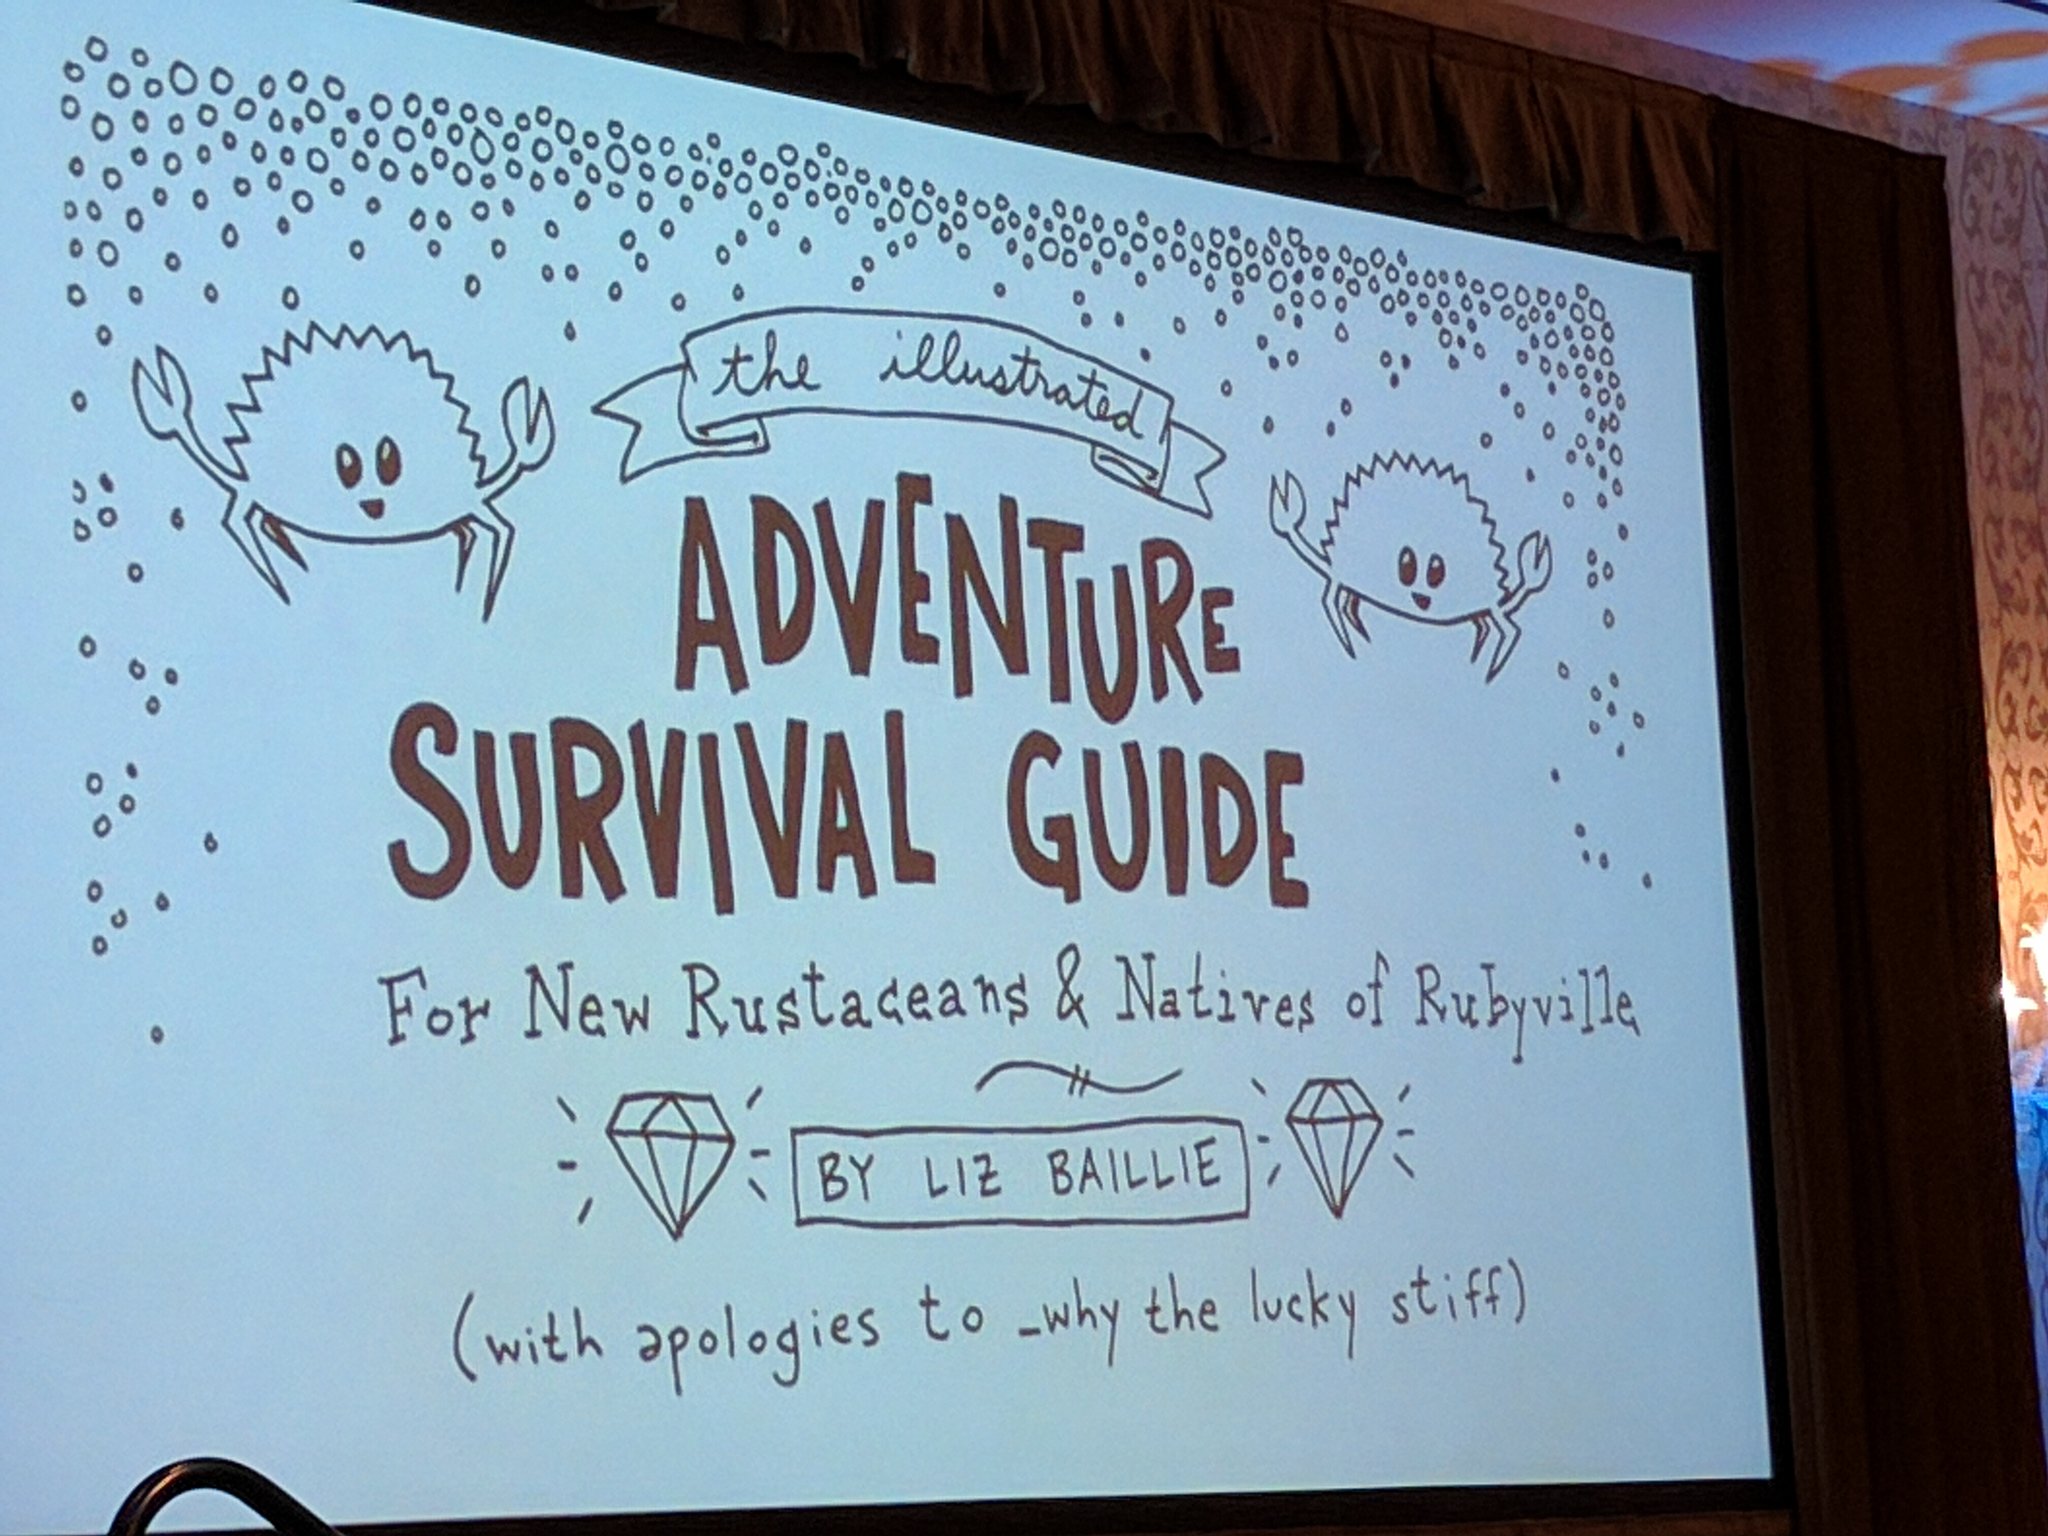 the illustrated
ADVENTURE
SURVIVAL GUIDE
For New Rustaceans & Natives of Rubyville
BY LIZ BAILLIE
(with apologies to _why the lucky stiff)